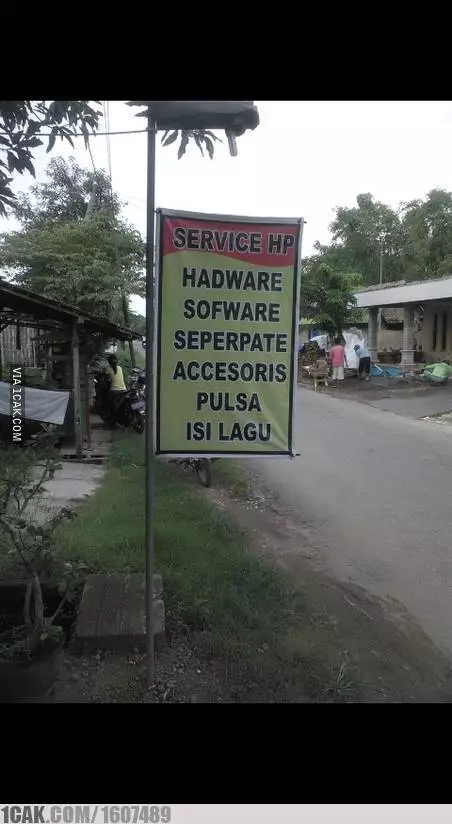 SERVICE HP
HADWARE
SOFWARE
SEPERPATE
ACCESORIS
PULSA
ISI LAGU
VIA 1CAK.COM
1CAK.COM/1607489